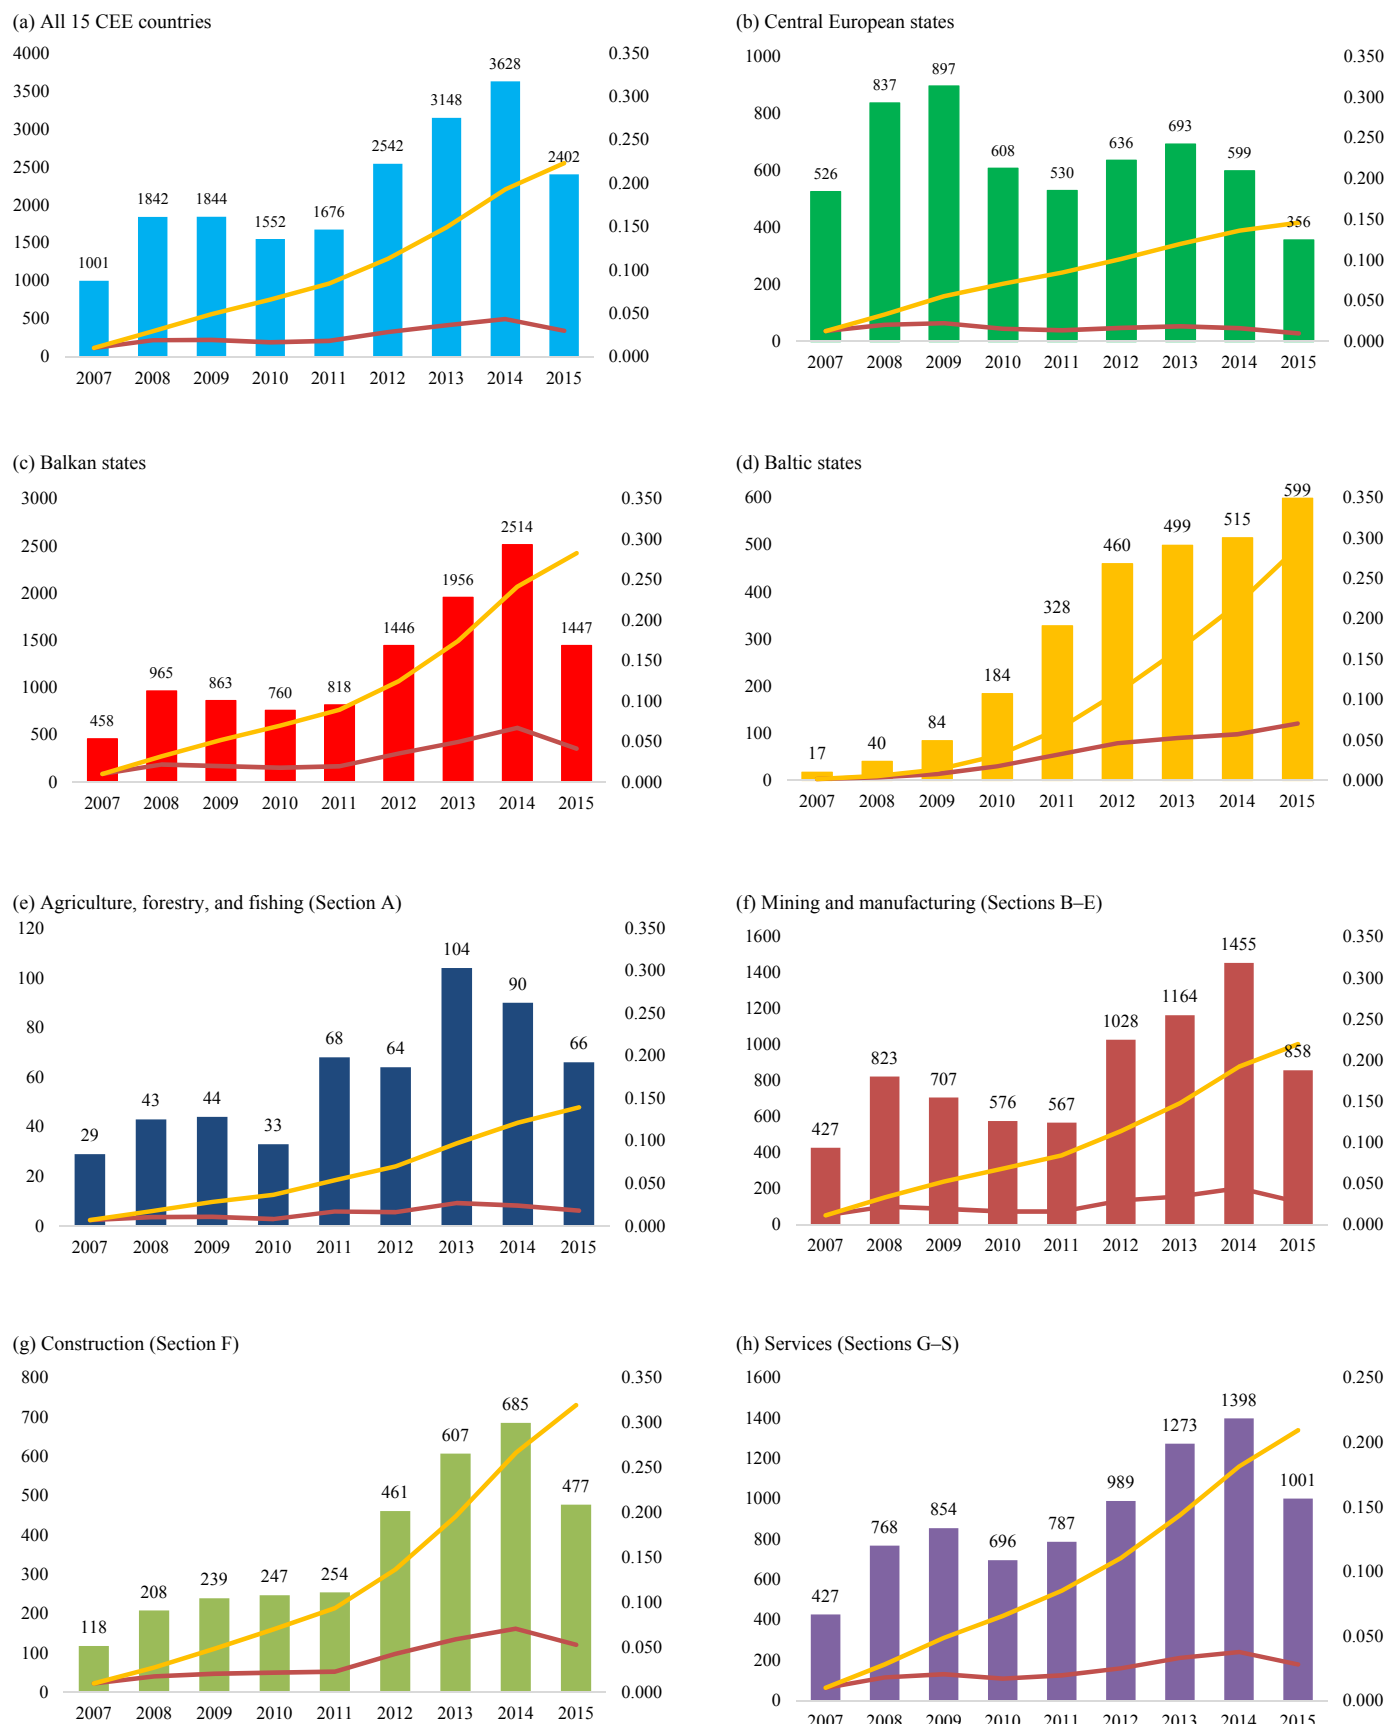 (a) All 15 CEE countries
4000 0.350
3500 0.300
3000 0.250
2500 0.200
2000 0.150
1500 0.100
1000 0.050
500 0.000
0
1001 1842 1844 1552 1676 2542 3148 3628 2402
2007 2008 2009 2010 2011 2012 2013 2014 2015
(b) Central European states
1000 0.350
800 0.300
600 0.250
400 0.200
200 0.150
0 0.100
0.050
0.000
526 837 897 608 530 636 693 599 356
2007 2008 2009 2010 2011 2012 2013 2014 2015
(c) Balkan states
3000 0.350
2500 0.300
2000 0.250
1500 0.200
1000 0.150
500 0.100
0 0.050
0.000
458 965 863 760 818 1446 1956 2514 1447
2007 2008 2009 2010 2011 2012 2013 2014 2015
(d) Baltic states
600 0.350
500 0.300
400 0.250
300 0.200
200 0.150
100 0.100
0 0.050
0.000
17 40 84 184 328 460 499 515 599
2007 2008 2009 2010 2011 2012 2013 2014 2015
(e) Agriculture, forestry, and fishing (Section A)
120 0.350
100 0.300
80 0.250
60 0.200
40 0.150
20 0.100
0 0.050
0.000
29 43 44 33 68 64 104 90 66
2007 2008 2009 2010 2011 2012 2013 2014 2015
(f) Mining and manufacturing (Sections B–E)
1600 0.350
1400 0.300
1200 0.250
1000 0.200
800 0.150
600 0.100
400 0.050
200 0.000
0
427 823 707 576 567 1028 1164 1455 858
2007 2008 2009 2010 2011 2012 2013 2014 2015
(g) Construction (Section F)
800 0.350
700 0.300
600 0.250
500 0.200
400 0.150
300 0.100
200 0.050
100 0.000
0
118 208 239 247 254 461 607 685 477
2007 2008 2009 2010 2011 2012 2013 2014 2015
(h) Services (Sections G–S)
1600 0.250
1400 0.200
1200 0.150
1000 0.100
800 0.050
600 0.000
400
200
0
427 768 854 696 787 989 1273 1398 1001
2007 2008 2009 2010 2011 2012 2013 2014 2015